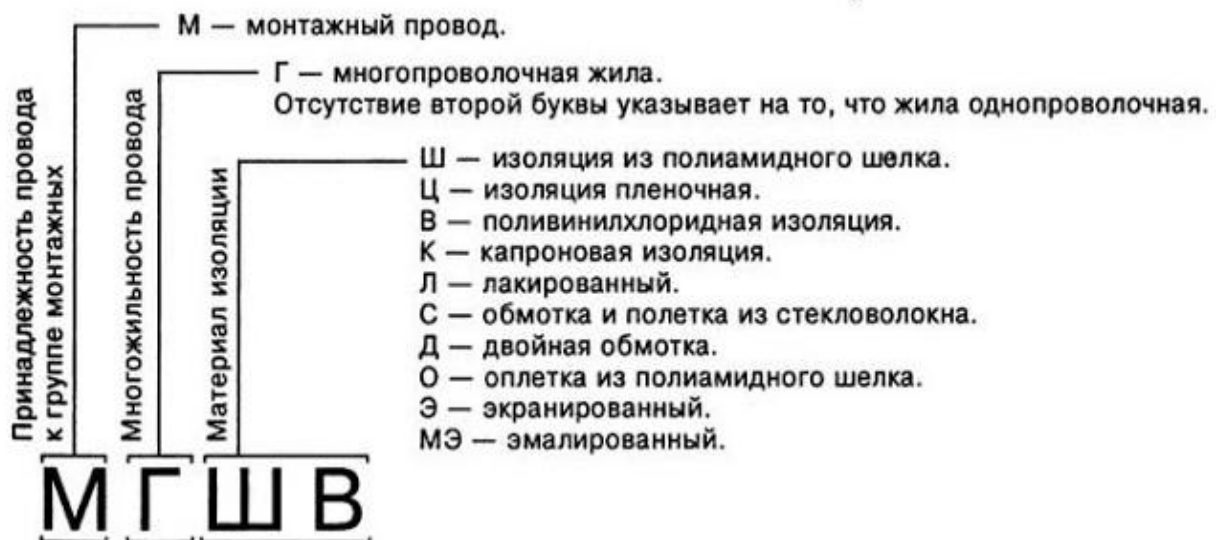 М — монтажный провод.
Г — многопроволочная жила.
Отсутствие второй буквы указывает на то, что жила однопроволочная.
Принадлежность провода
к группе монтажных
Многожильность провода
Материал изоляции
Ш — изоляция из полиамидного шелка.
Ц — изоляция пленочная.
В — поливинилхлоридная изоляция.
К — капроновая изоляция.
Л — лакированный.
С — обмотка и полетка из стекловолокна.
Д — двойная обмотка.
О — оплетка из полиамидного шелка.
Э — экранированный.
МЭ — эмалированный.
М Г Ш В